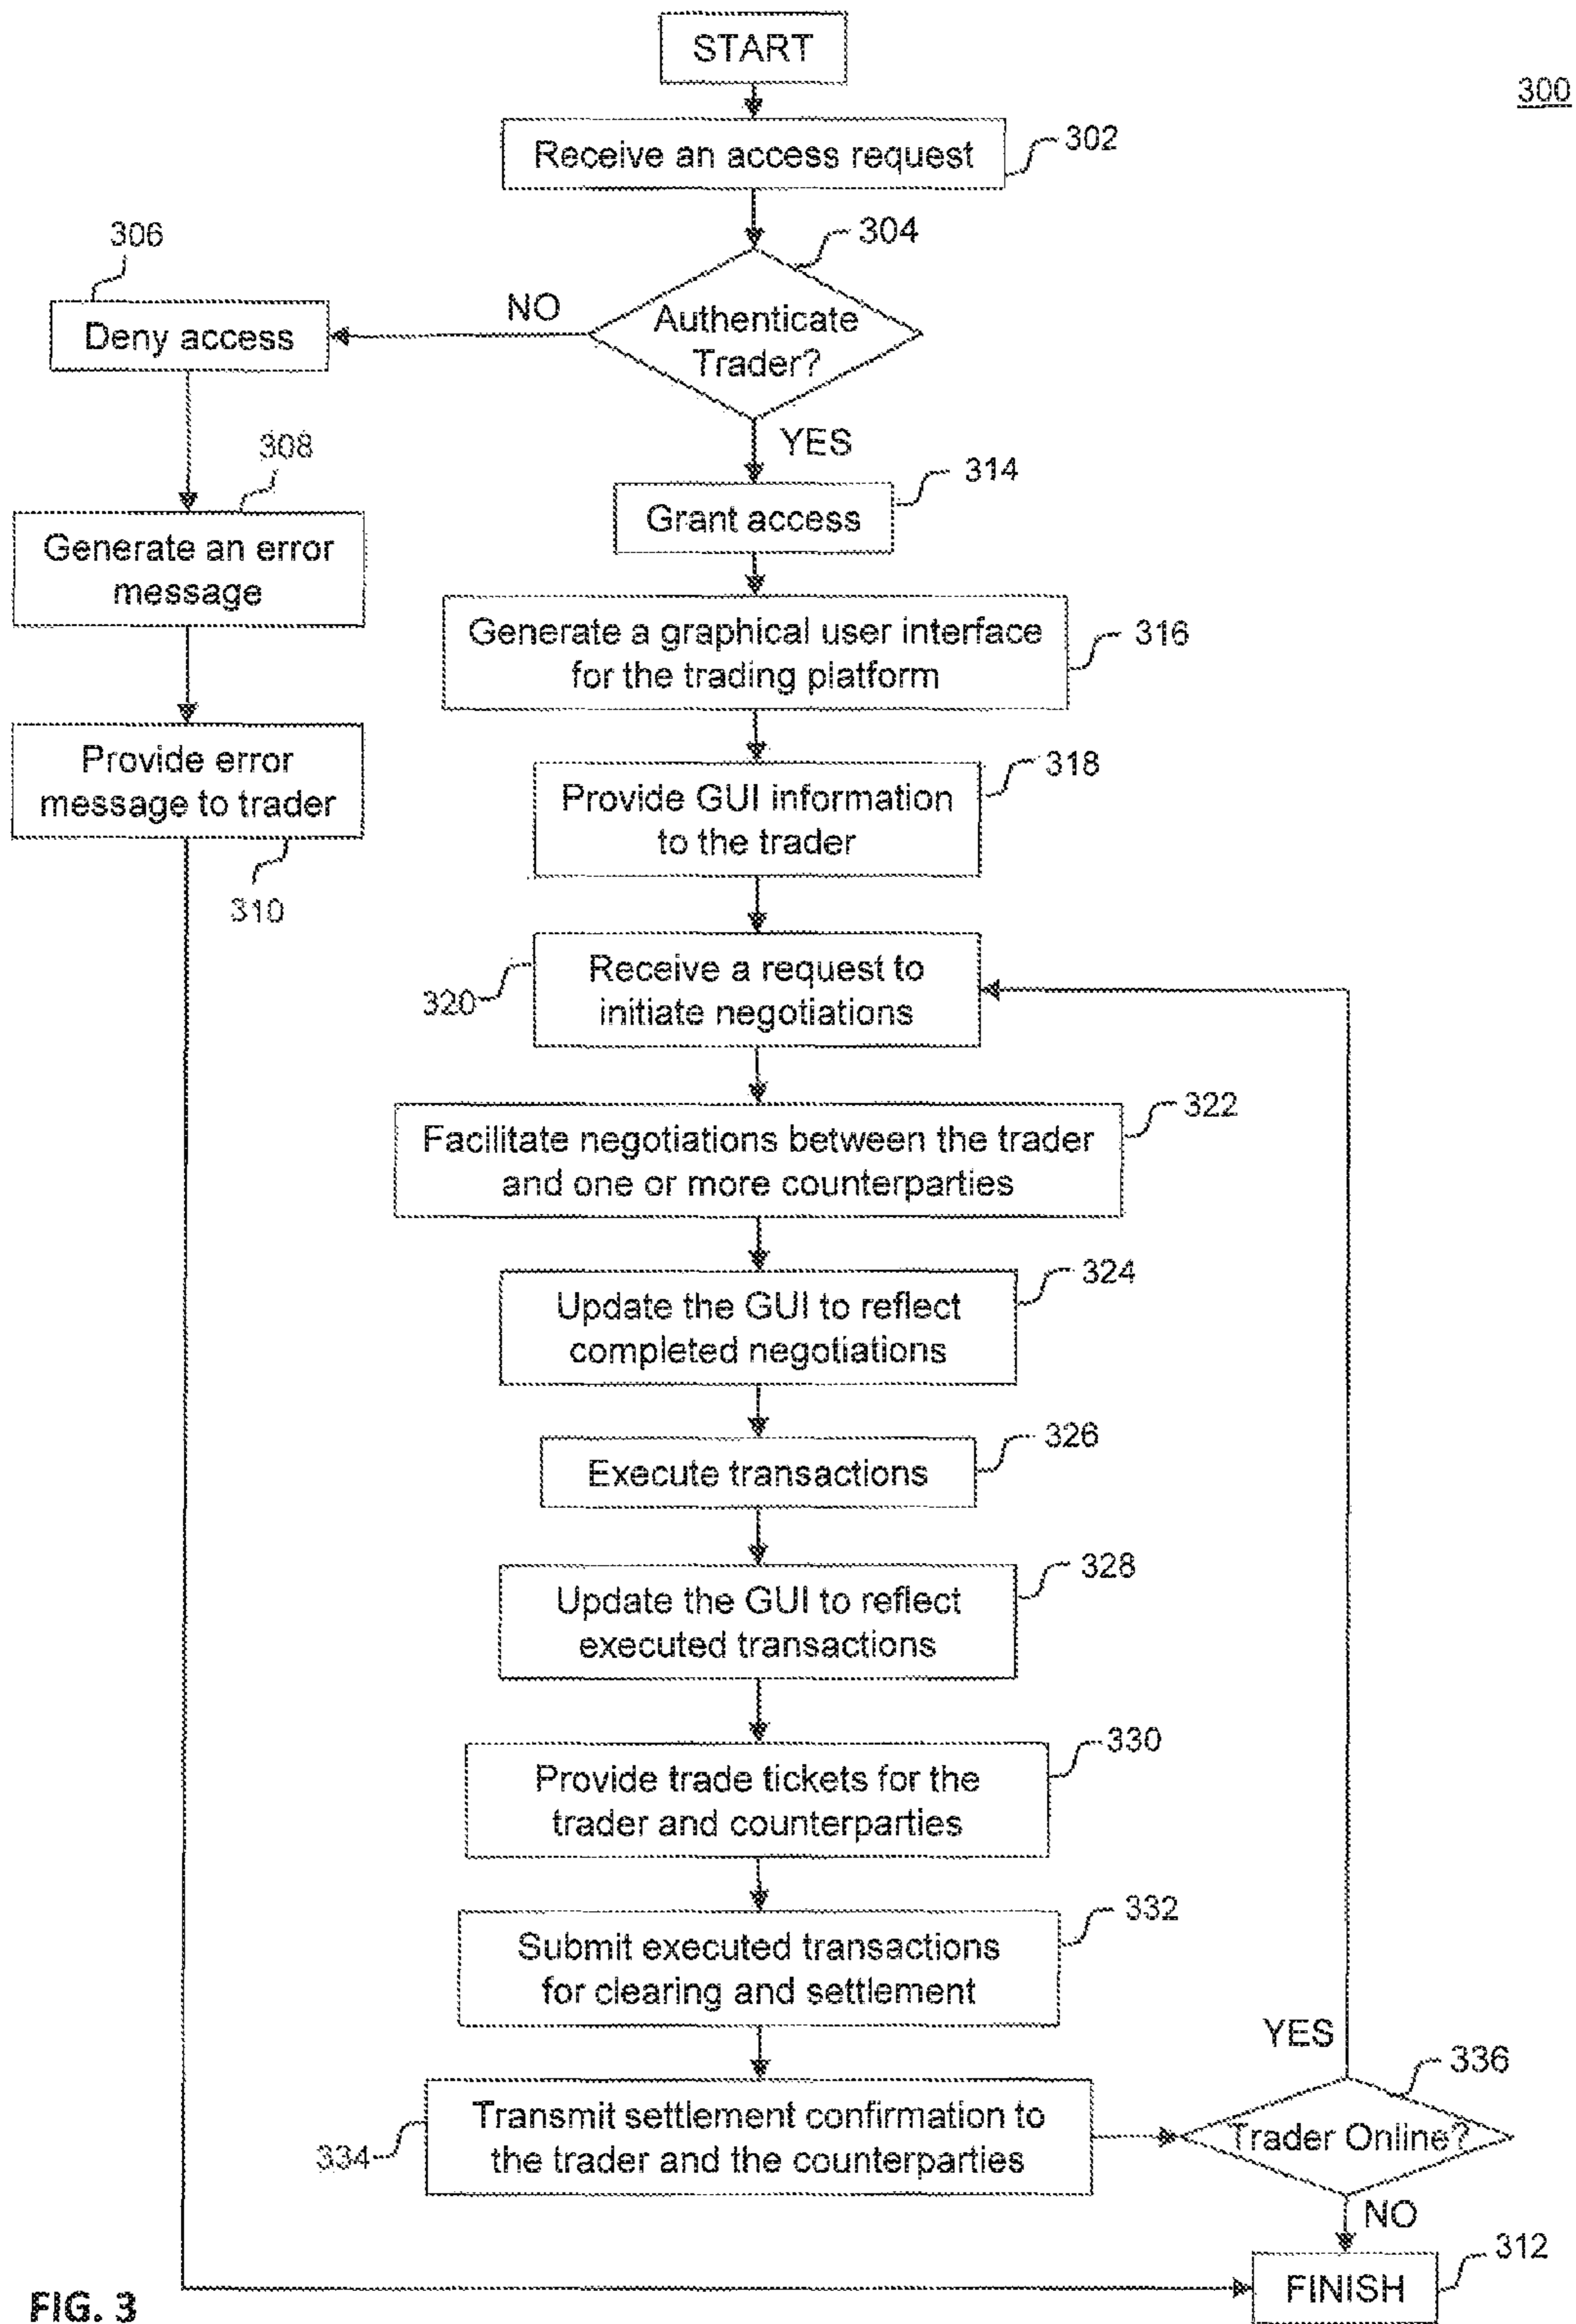 START
300
Receive an access request
302
304
306
NO
Authenticate
Trader?
Deny access
YES
308
314
Grant access
Generate an error
message
Generate a graphical user interface
for the trading platform
316
Provide error
message to trader
310
318
Provide GUI information
to the trader
Receive a request to
initiate negotiations
320
322
Facilitate negotiations between the trader
and one or more counterparties
324
Update the GUI to reflect
completed negotiations
326
Execute transactions
328
Update the GUI to reflect
executed transactions
330
Provide trade tickets for the
trader and counterparties
332
Submit executed transactions
for clearing and settlement
YES
336
Transmit settlement confirmation to
the trader and the counterparties
334
Trader Online?
NO
312
FINISH
FIG. 3